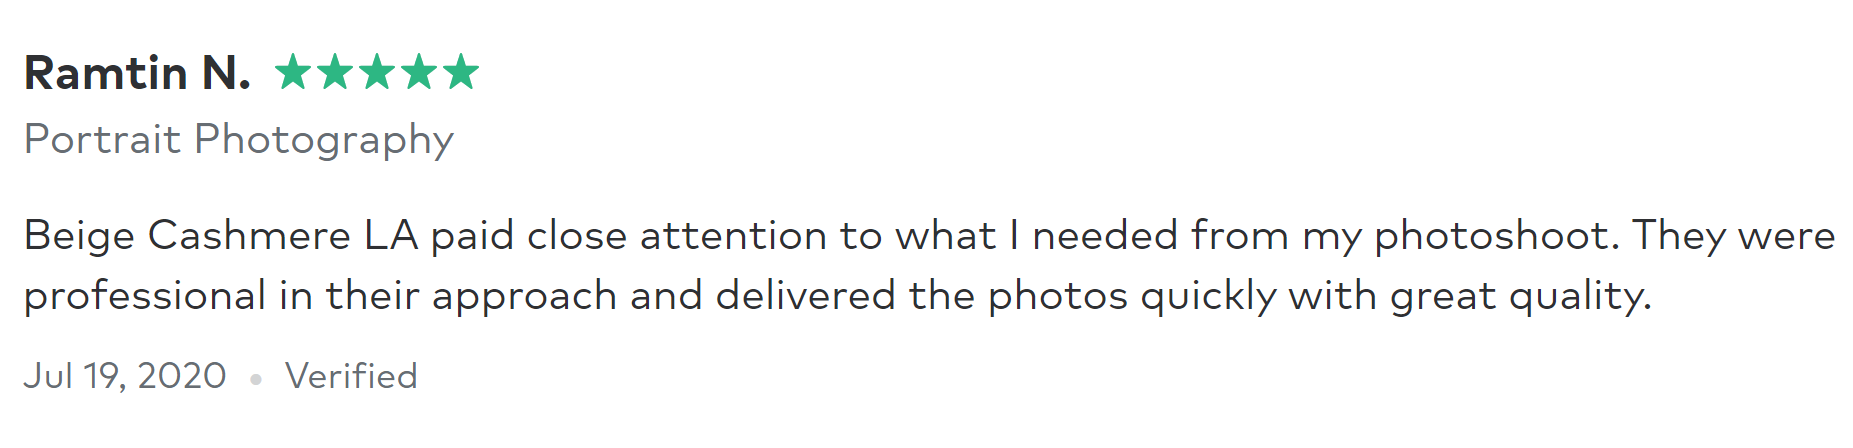 Ramtin N. ★★★★★
Portrait Photography
Beige Cashmere LA paid close attention to what I needed from my photoshoot. They were
professional in their approach and delivered the photos quickly with great quality.
Jul 19, 2020 • Verified